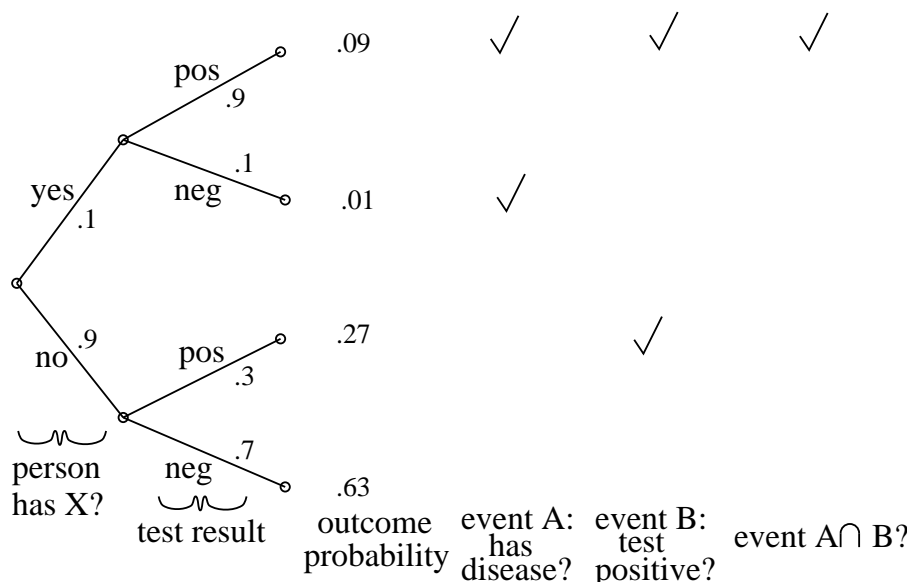 .09
pos
.9
yes
.1
.1
neg
.01
.9
no
pos
.3
.27
.7
neg
.63
person
has X?
test result
outcome
probability
event A:
has
disease?
event B:
test
positive?
event A∩ B?